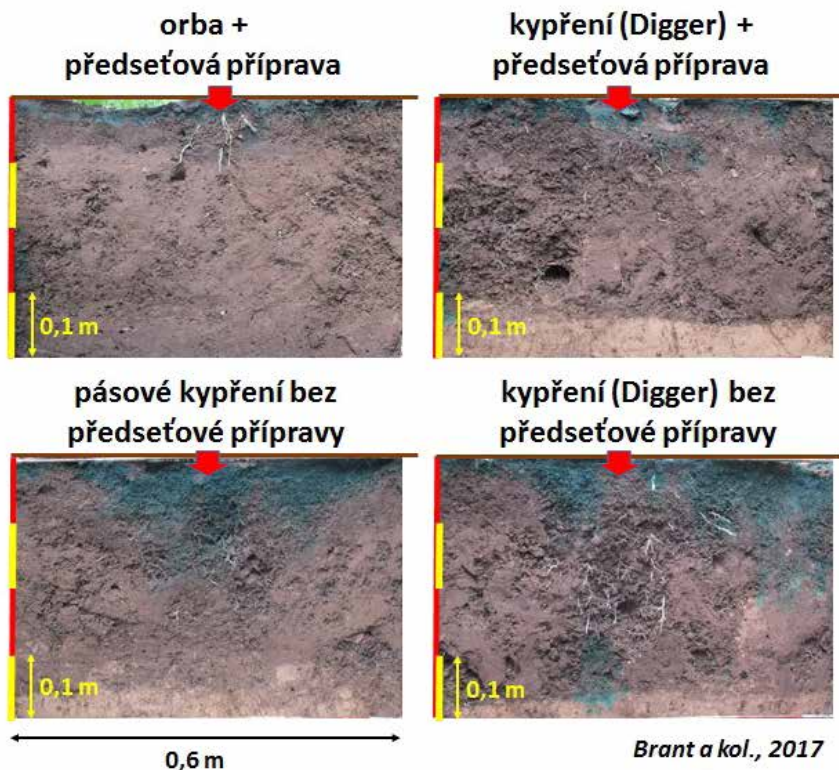 orba +
předseťová příprava
kypření (Digger) +
předseťová příprava
0,1 m
0,1 m
pásové kypření bez
předseťové přípravy
kypření (Digger) bez
předseťové přípravy
0,1 m
0,1 m
0,6 m
Brant a kol., 2017